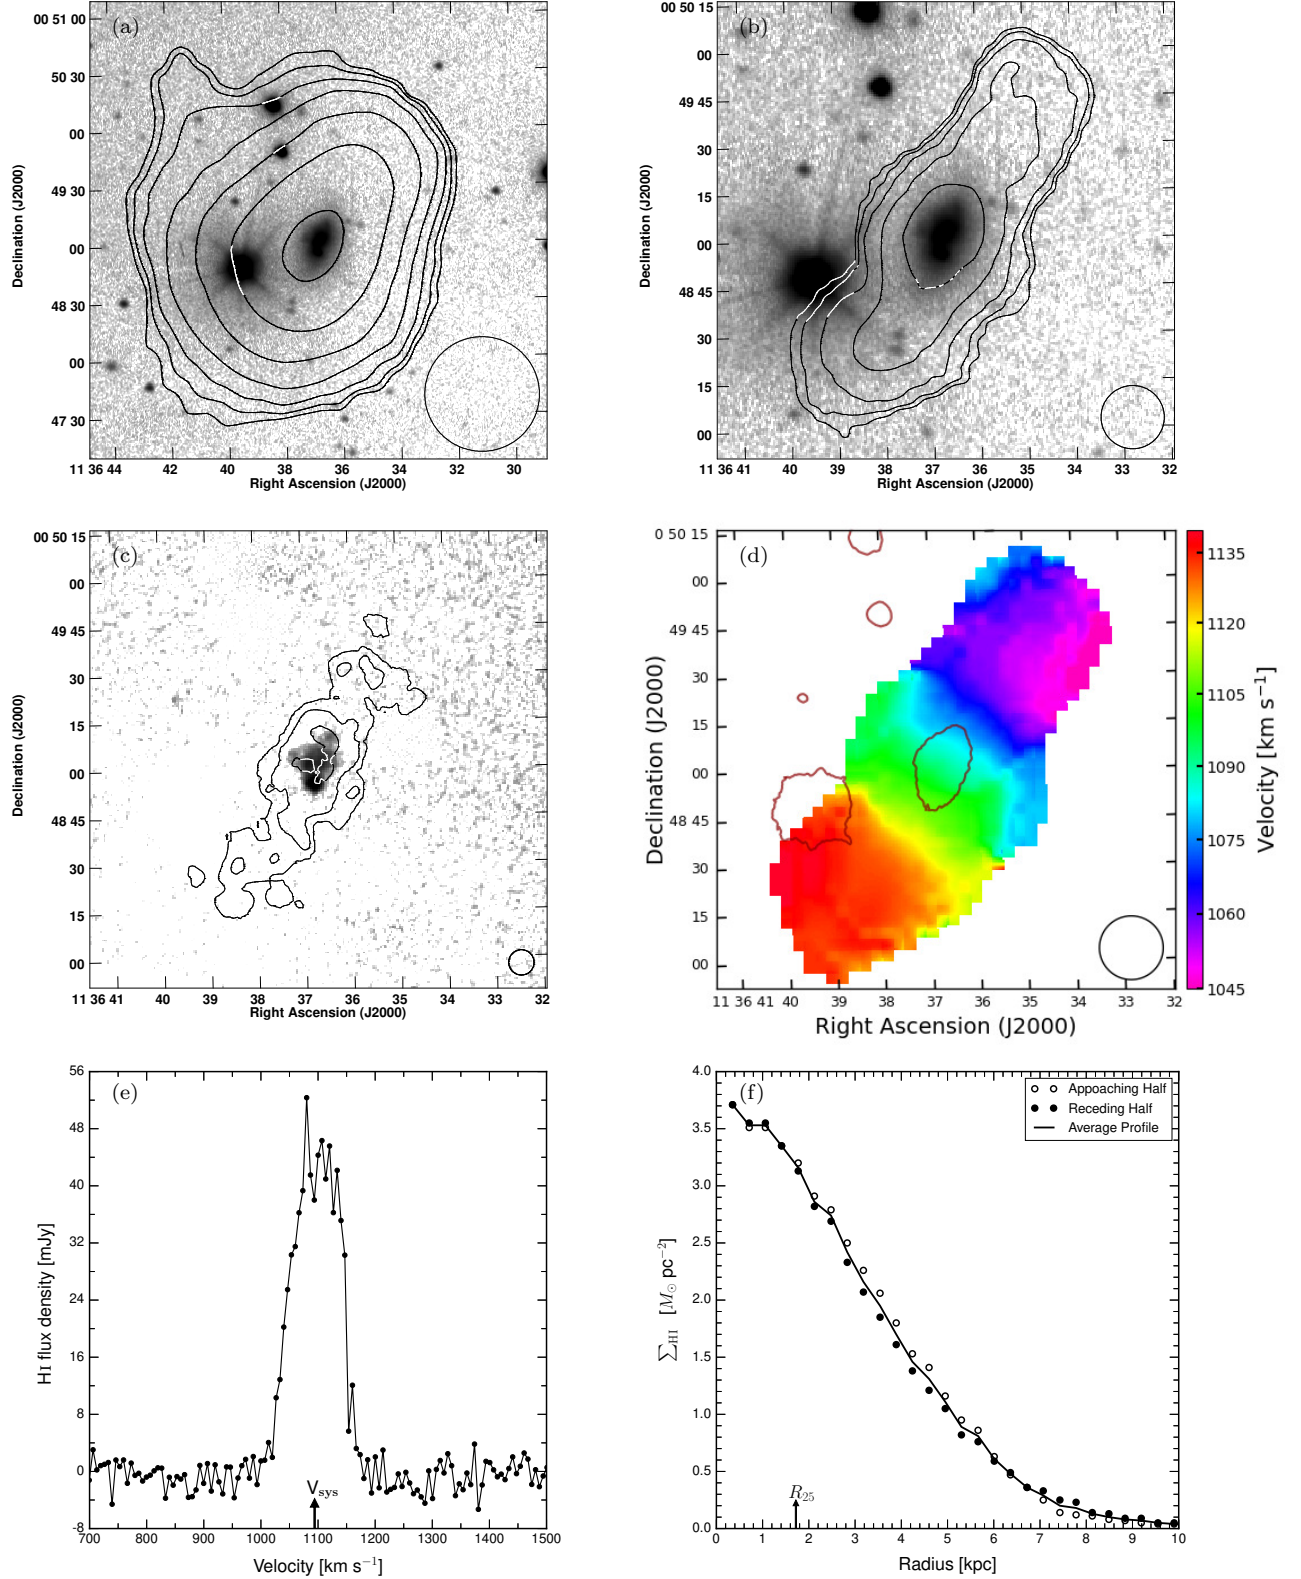 (a)
00 51 00
50 30
00
49 30
00
48 30
00
47 30
Declination (J2000)
11 36 44 42 40 38 36 34 32 30
Right Ascension (J2000)
(b)
00 50 15
00
49 45
30
15
00
48 45
30
15
00
Declination (J2000)
11 36 41 40 39 38 37 36 35 34 33 32
Right Ascension (J2000)
(c)
00 50 15
00
49 45
30
15
00
48 45
30
15
00
Declination (J2000)
11 36 41 40 39 38 37 36 35 34 33 32
Right Ascension (J2000)
(d)
0 50 15
00
49 45
30
15
00
48 45
30
15
00
Declination (J2000)
11 36 41 40 39 38 37 36 35 34 33 32
Right Ascension (J2000)
1135
1120
1105
1090
1075
1060
1045
Velocity [km s⁻¹]
(e)
56
48
40
32
24
16
8
0
-8
HI flux density [mJy]
Vsys
700 800 900 1000 1100 1200 1300 1400 1500
Velocity [km s⁻¹]
(f)
4.0
3.5
3.0
2.5
2.0
1.5
1.0
0.5
0.0
∑HI [M⊙ pc⁻²]
Appoaching Half
Receding Half
Average Profile
R25
0 1 2 3 4 5 6 7 8 9 10
Radius [kpc]